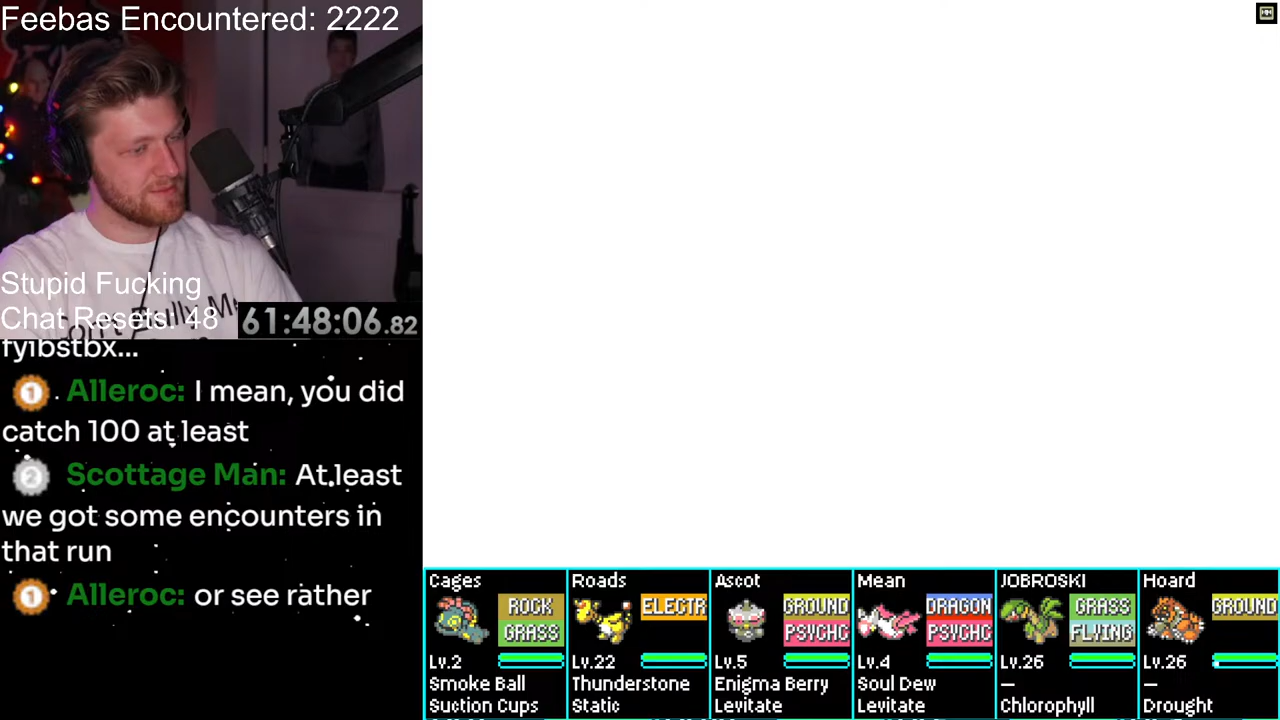 Feebas Encountered: 2222
Stupid Fucking
Chat Resets: 48
61:48:06.82
fyibstbx...
Alleroc: I mean, you did
catch 100 at least
Scottage Man: At least
we got some encounters in
that run
Alleroc: or see rather
Cages
ROCK
GRASS
Lv.2
Smoke Ball
Suction Cups
Roads
ELECTR
Lv.22
Thunderstone
Static
Ascot
GROUND
PSYCHC
Lv.5
Enigma Berry
Levitate
Mean
DRAGON
PSYCHC
Lv.4
Soul Dew
Levitate
JOBROSKI
GRASS
FLYING
Lv.26
—
Chlorophyll
Hoard
GROUND
Lv.26
—
Drought